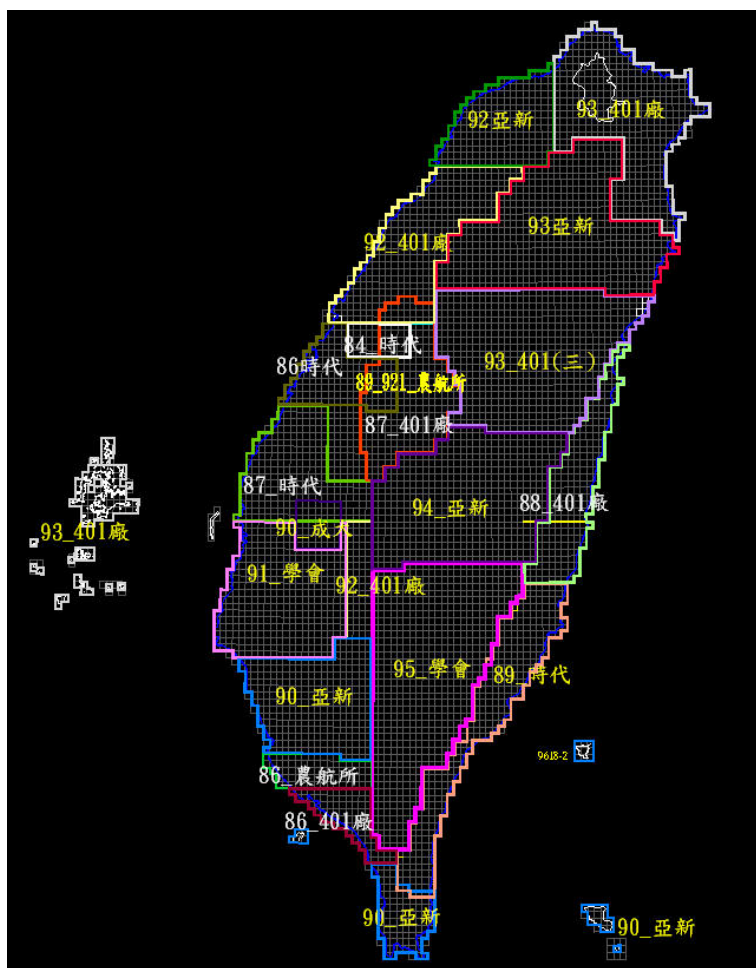 92亞新
93_401廠
92_401廠
93亞新
84_時代
86時代
93_401(三)
89_921_農航所
87_401廠
87_時代
94_亞新
88_401廠
93_401廠
90_成大
91_學會
92_401廠
95_學會
89_時代
90_亞新
9618-2
86_農航所
86_401廠
90_亞新
90_亞新